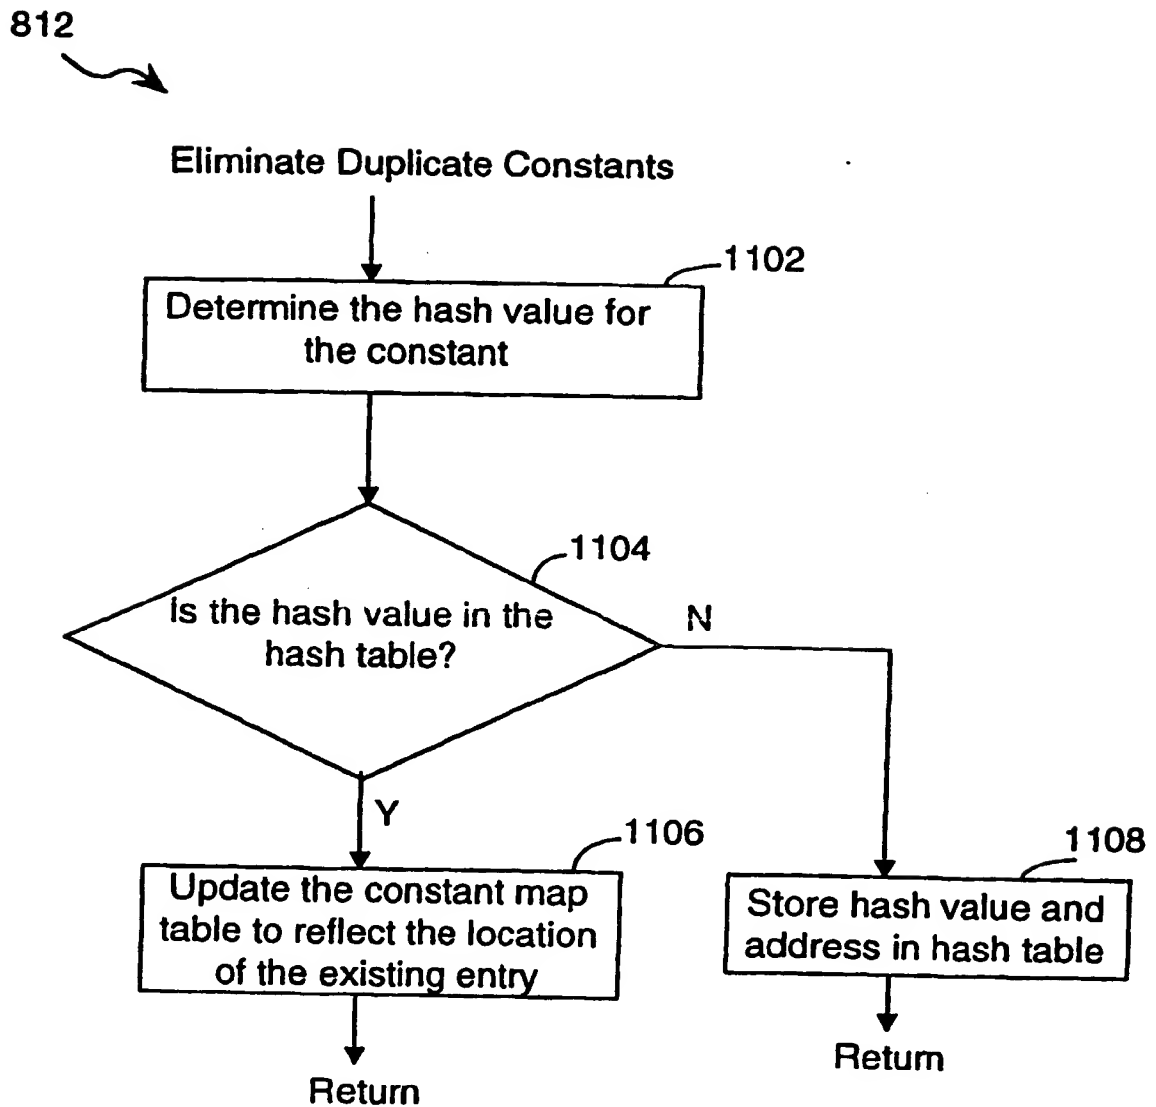 812
Eliminate Duplicate Constants
1102
Determine the hash value for
the constant
1104
Is the hash value in the
hash table?
N
Y
1106
Update the constant map
table to reflect the location
of the existing entry
1108
Store hash value and
address in hash table
Return
Return